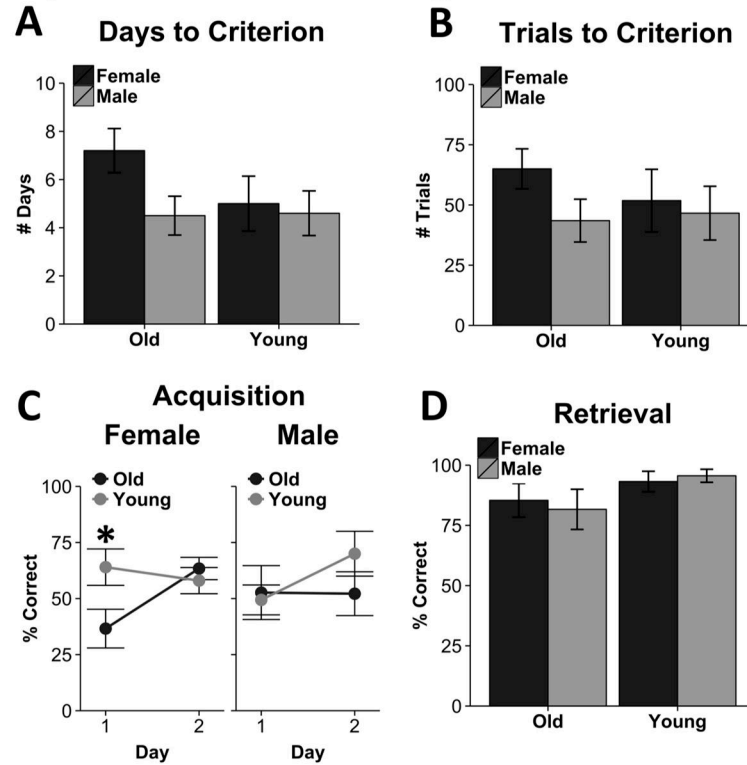 A
Days to Criterion
Female
Male
10
8
6
4
2
0
# Days
Old Young
B
Trials to Criterion
Female
Male
100
75
50
25
0
# Trials
Old Young
C
Acquisition
Female Male
Old
Young
Old
Young
100
75
50
25
0
% Correct
*
1 2
1 2
Day Day
D
Retrieval
Female
Male
100
75
50
25
0
% Correct
Old Young